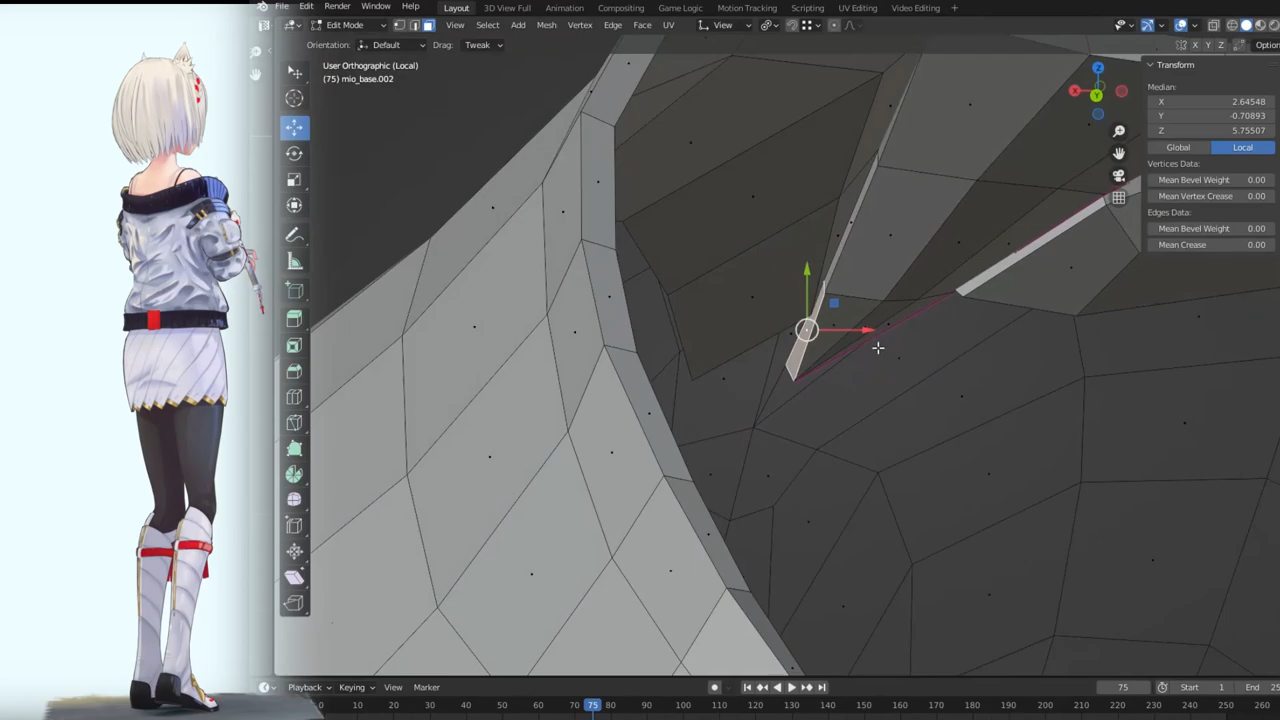 File Edit Render Window Help Layout 3D View Full Animation Compositing Game Logic Motion Tracking Scripting UV Editing Video Editing +
Edit Mode View Select Add Mesh Vertex Edge Face UV View
Orientation: Default Drag: Tweak X Y Z Option
User Orthographic (Local)
(75) mio_base.002
Z
X
Y
Transform
Median:
X 2.64548
Y -0.70893
Z 5.75507
Global Local
Vertices Data:
Mean Bevel Weight 0.00
Mean Vertex Crease 0.00
Edges Data:
Mean Bevel Weight 0.00
Mean Crease 0.00
Playback Keying View Marker 75 Start 1 End 25
0 10 20 30 40 50 60 70 75 80 90 100 110 120 130 140 150 160 170 180 190 200 210 220 230 240 250 260